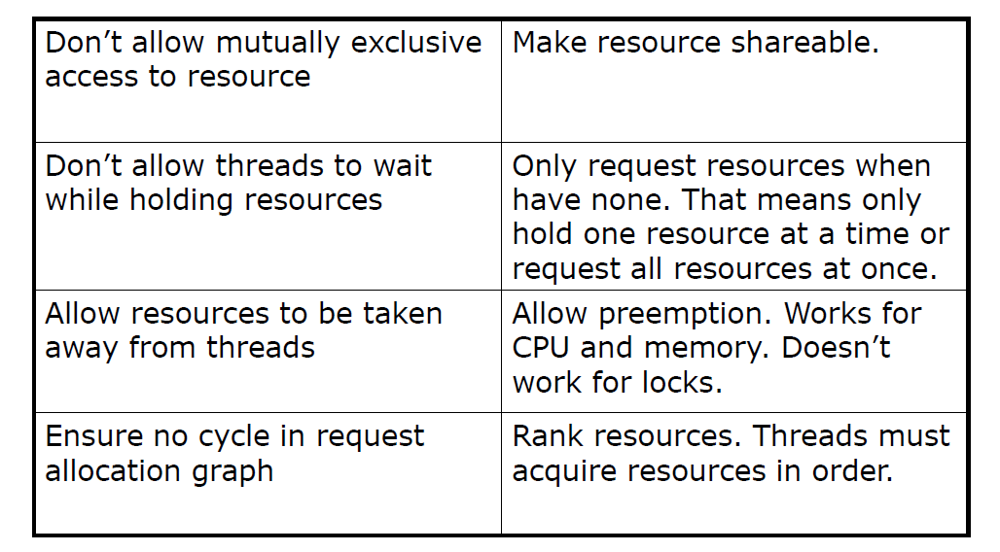 Don’t allow mutually exclusive
access to resource
Make resource shareable.
Don’t allow threads to wait
while holding resources
Only request resources when
have none. That means only
hold one resource at a time or
request all resources at once.
Allow resources to be taken
away from threads
Allow preemption. Works for
CPU and memory. Doesn’t
work for locks.
Ensure no cycle in request
allocation graph
Rank resources. Threads must
acquire resources in order.